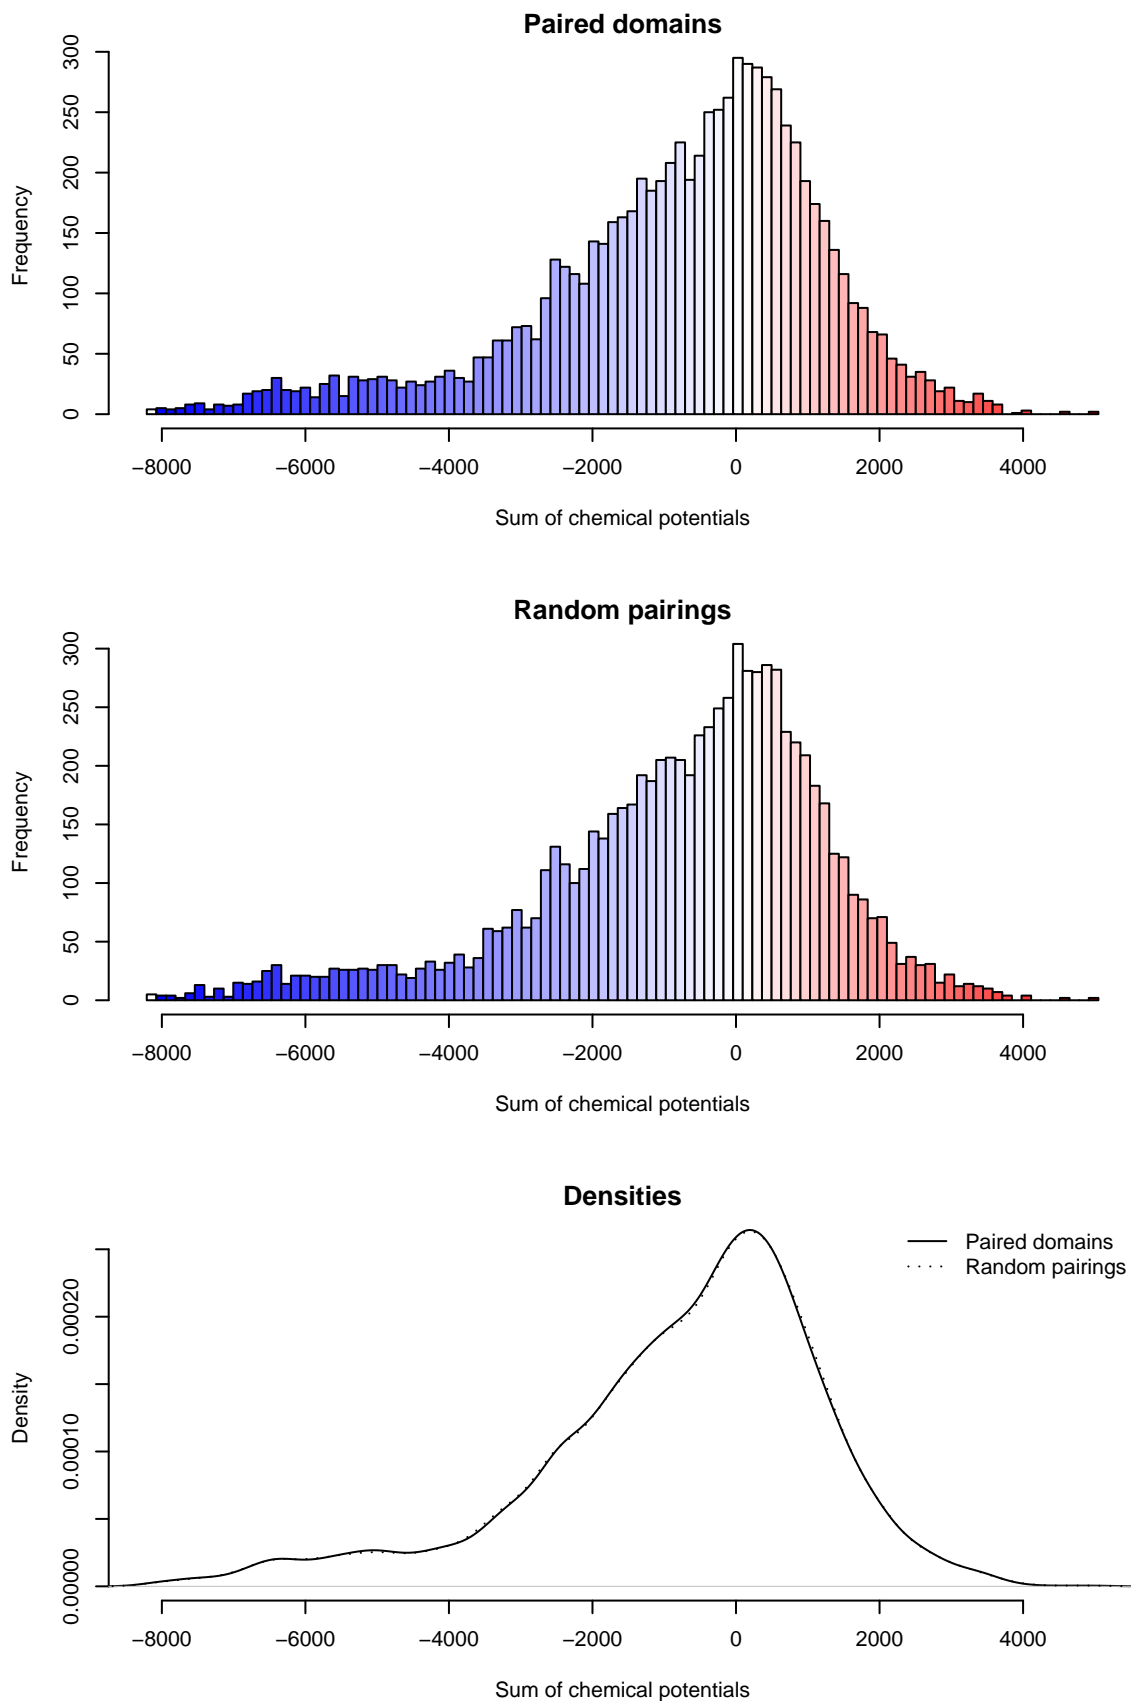 Paired domains
Frequency
300
250
200
150
100
50
0
−8000 −6000 −4000 −2000 0 2000 4000
Sum of chemical potentials
Random pairings
Frequency
300
250
200
150
100
50
0
−8000 −6000 −4000 −2000 0 2000 4000
Sum of chemical potentials
Densities
Paired domains
Random pairings
Density
0.00020
0.00010
0.00000
−8000 −6000 −4000 −2000 0 2000 4000
Sum of chemical potentials